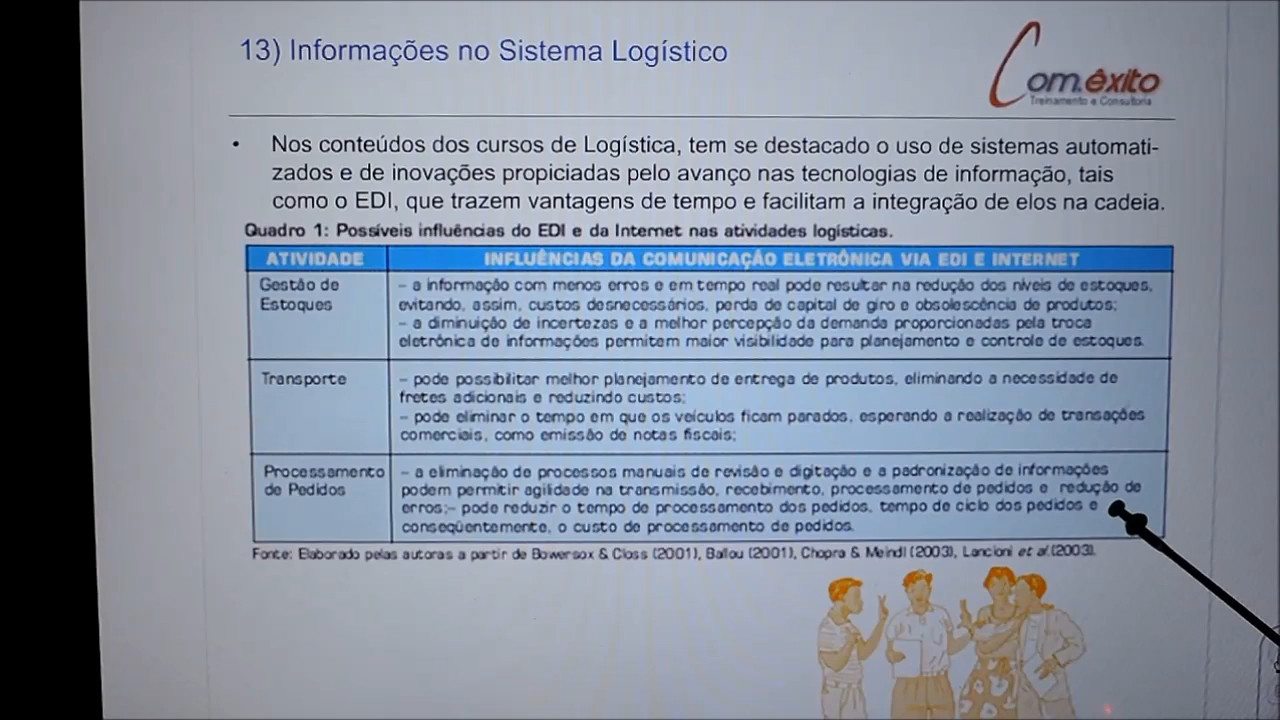 13) Informações no Sistema Logístico
Com.êxito
Treinamento e Consultoria
• Nos conteúdos dos cursos de Logística, tem se destacado o uso de sistemas automati-
zados e de inovações propiciadas pelo avanço nas tecnologias de informação, tais
como o EDI, que trazem vantagens de tempo e facilitam a integração de elos na cadeia.
Quadro 1: Possíveis influências do EDI e da Internet nas atividades logísticas.
ATIVIDADE INFLUÊNCIAS DA COMUNICAÇÃO ELETRÔNICA VIA EDI E INTERNET
Gestão de
Estoques
– a informação com menos erros e em tempo real pode resultar na redução dos níveis de estoques,
evitando, assim, custos desnecessários, perda de capital de giro e obsolescência de produtos;
– a diminuição de incertezas e a melhor percepção da demanda proporcionadas pela troca
eletrônica de informações permitem maior visibilidade para planejamento e controle de estoques.
Transporte
– pode possibilitar melhor planejamento de entrega de produtos, eliminando a necessidade de
fretes adicionais e reduzindo custos;
– pode eliminar o tempo em que os veículos ficam parados, esperando a realização de transações
comerciais, como emissão de notas fiscais;
Processamento
de Pedidos
– a eliminação de processos manuais de revisão e digitação e a padronização de informações
podem permitir agilidade na transmissão, recebimento, processamento de pedidos e redução de
erros;– pode reduzir o tempo de processamento dos pedidos, tempo de ciclo dos pedidos e
conseqüentemente, o custo de processamento de pedidos.
Fonte: Elaborado pelas autoras a partir de Bowersox & Closs (2001), Ballou (2001), Chopra & Meindl (2003), Lancioni et al.(2003).